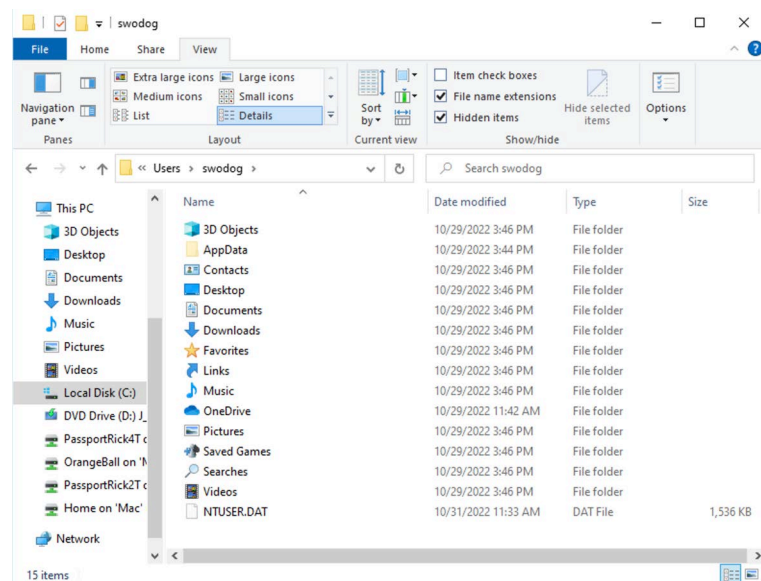 swodog
File Home Share View
Navigation pane
Extra large icons Large icons
Medium icons Small icons
List Details
Sort by
Item check boxes
File name extensions
Hidden items
Hide selected items
Options
Panes Layout Current view Show/hide
« Users › swodog › Search swodog
Name Date modified Type Size
This PC
3D Objects
Desktop
Documents
Downloads
Music
Pictures
Videos
Local Disk (C:)
DVD Drive (D:) J_
PassportRick4T
OrangeBall on
PassportRick2T
Home on 'Mac'
Network
3D Objects 10/29/2022 3:46 PM File folder
AppData 10/29/2022 3:44 PM File folder
Contacts 10/29/2022 3:46 PM File folder
Desktop 10/29/2022 3:46 PM File folder
Documents 10/29/2022 3:46 PM File folder
Downloads 10/29/2022 3:46 PM File folder
Favorites 10/29/2022 3:46 PM File folder
Links 10/29/2022 3:46 PM File folder
Music 10/29/2022 3:46 PM File folder
OneDrive 10/29/2022 11:42 AM File folder
Pictures 10/29/2022 3:46 PM File folder
Saved Games 10/29/2022 3:46 PM File folder
Searches 10/29/2022 3:46 PM File folder
Videos 10/29/2022 3:46 PM File folder
NTUSER.DAT 10/31/2022 11:33 AM DAT File 1,536 KB
15 items